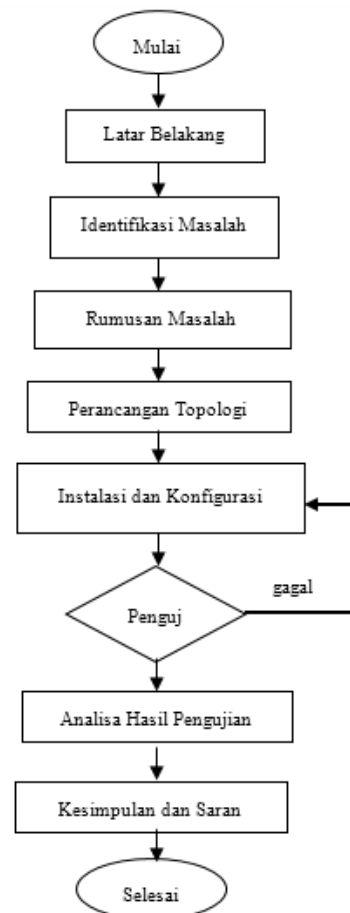 Mulai
Latar Belakang
Identifikasi Masalah
Rumusan Masalah
Perancangan Topologi
Instalasi dan Konfigurasi
gagal
Penguj
Analisa Hasil Pengujian
Kesimpulan dan Saran
Selesai